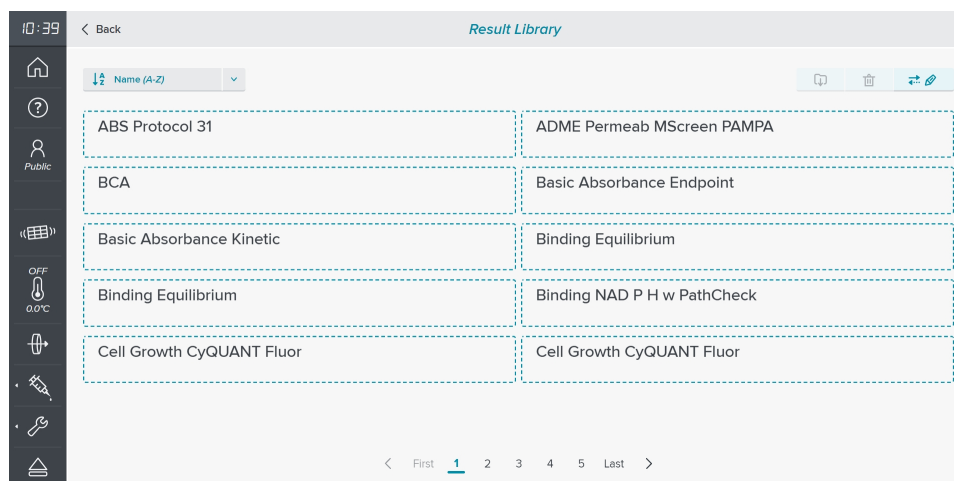 10:39
Back
Result Library
Name (A-Z)
ABS Protocol 31
ADME Permeab MScreen PAMPA
BCA
Basic Absorbance Endpoint
Basic Absorbance Kinetic
Binding Equilibrium
Binding Equilibrium
Binding NAD P H w PathCheck
Cell Growth CyQUANT Fluor
Cell Growth CyQUANT Fluor
First 1 2 3 4 5 Last
?
Public
OFF
0.0°C